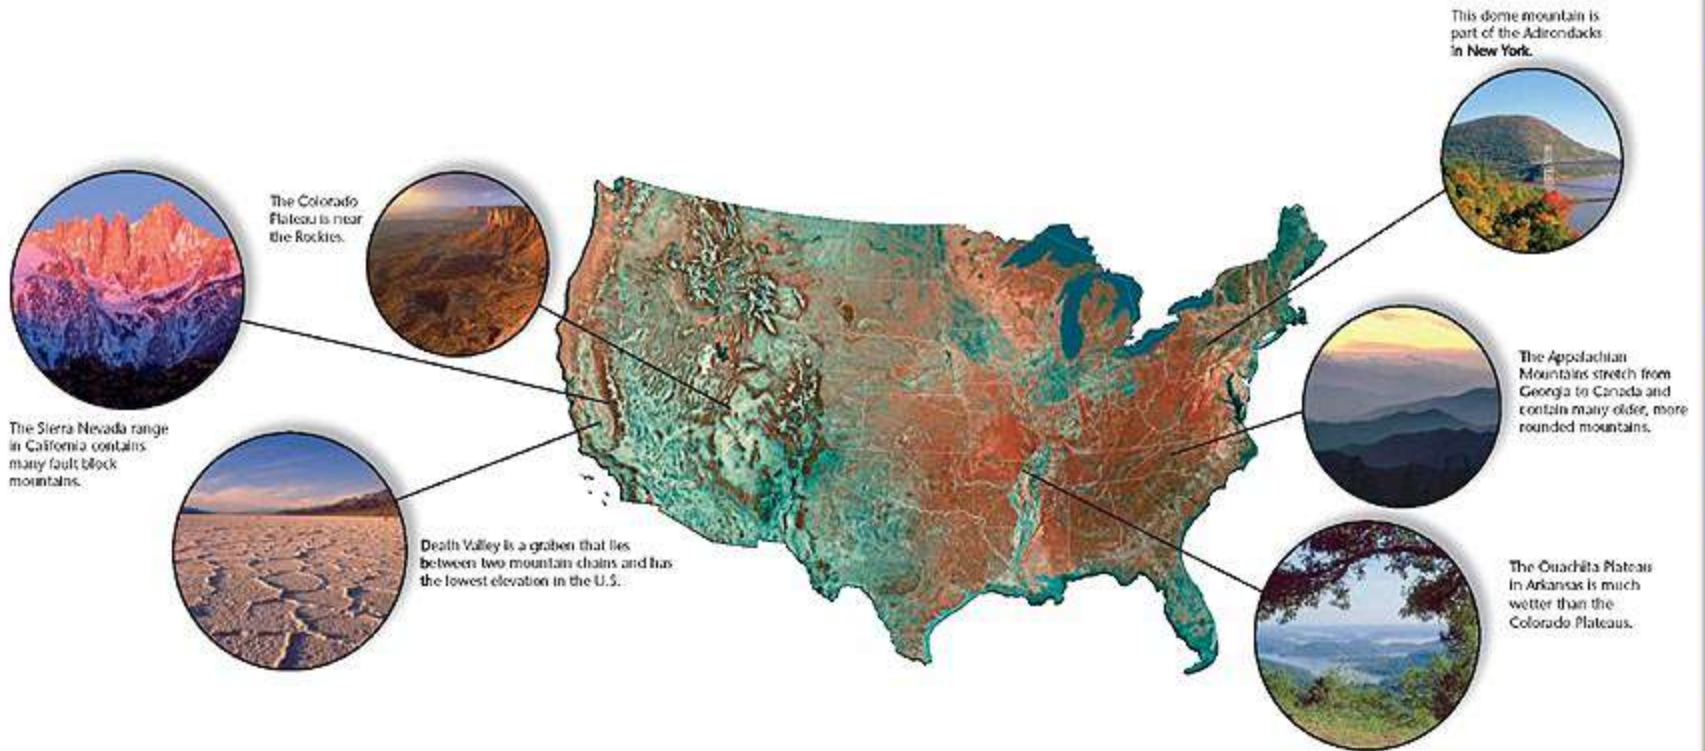 This dome mountain is
part of the Adirondacks
in New York.
The Colorado
Plateau is near
the Rockies.
The Sierra Nevada range
in California contains
many fault block
mountains.
Death Valley is a graben that lies
between two mountain chains and has
the lowest elevation in the U.S.
The Appalachian
Mountains stretch from
Georgia to Canada and
contain many older, more
rounded mountains.
The Ouachita Plateau
in Arkansas is much
wetter than the
Colorado Plateaus.